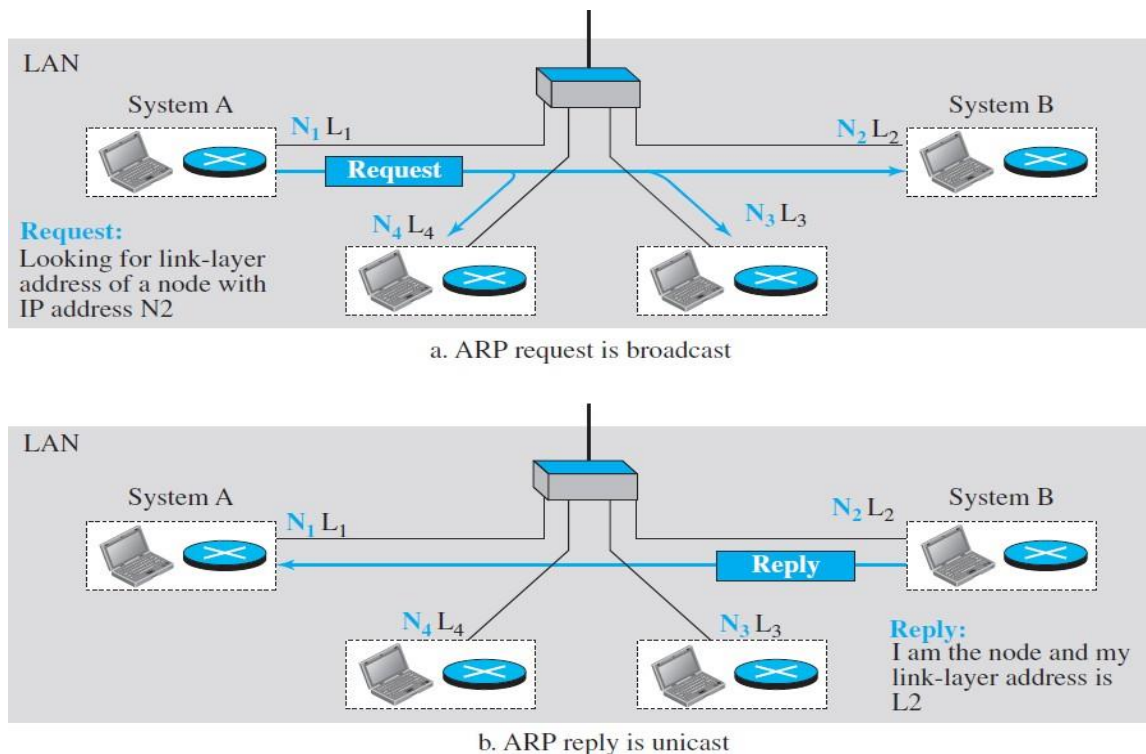 LAN
System A
System B
N₁ L₁
N₂ L₂
Request
N₄ L₄
N₃ L₃
Request:
Looking for link-layer
address of a node with
IP address N2
a. ARP request is broadcast
LAN
System A
System B
N₁ L₁
N₂ L₂
Reply
N₄ L₄
N₃ L₃
Reply:
I am the node and my
link-layer address is
L2
b. ARP reply is unicast